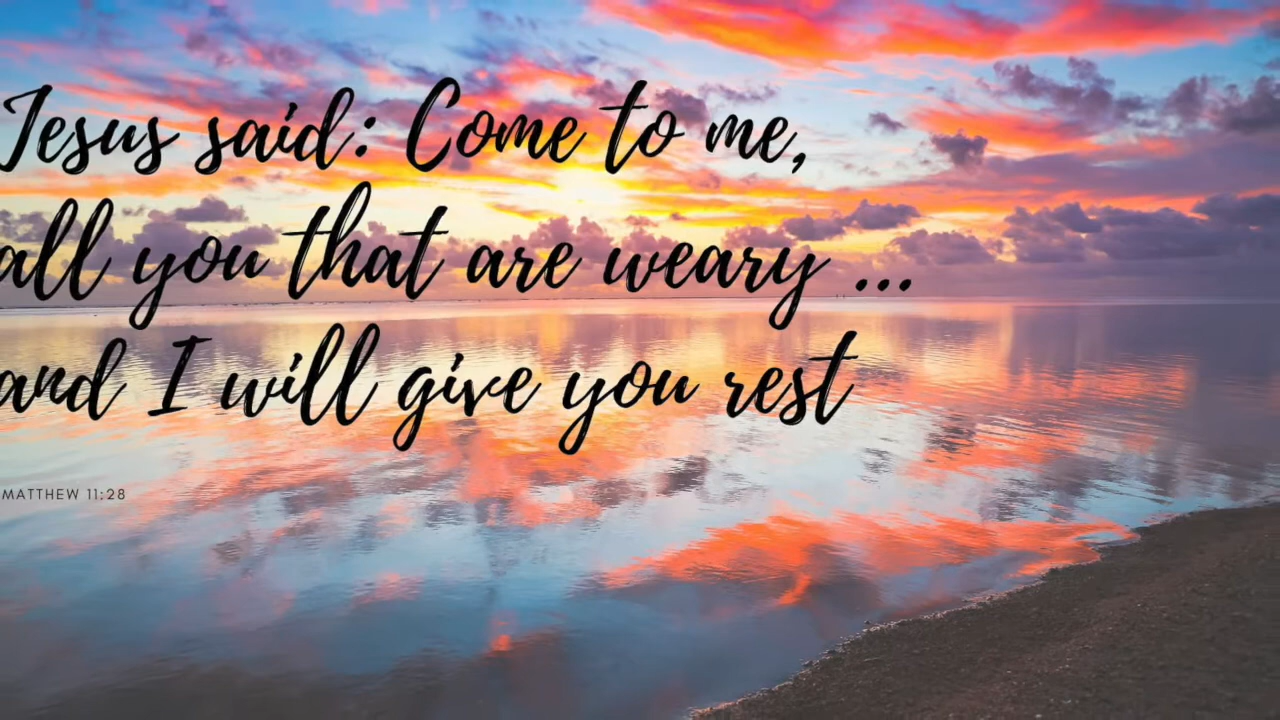 Jesus said: Come to me,
all you that are weary ...
and I will give you rest
MATTHEW 11:28